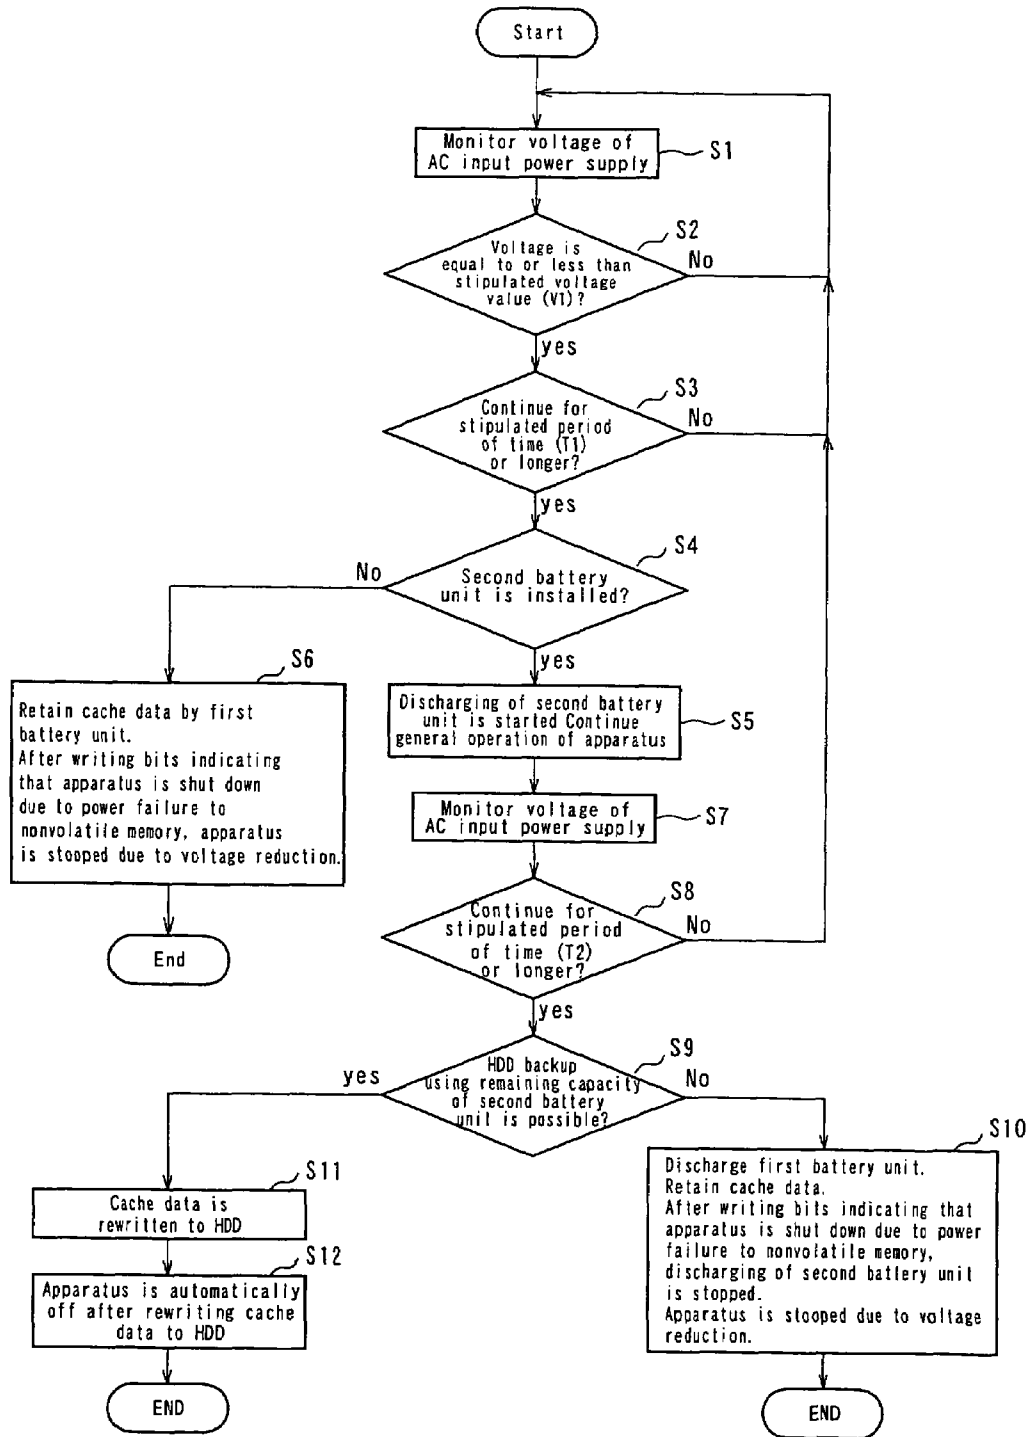 Start
Monitor voltage of
AC input power supply
S1
Voltage is
equal to or less than
stipulated voltage
value (V1)?
S2
No
yes
Continue for
stipulated period
of time (T1)
or longer?
S3
No
yes
Second battery
unit is installed?
S4
No
yes
S6
Retain cache data by first
battery unit.
After writing bits indicating
that apparatus is shut down
due to power failure to
nonvolatile memory, apparatus
is stooped due to voltage reduction.
End
Discharging of second battery
unit is started Continue
general operation of apparatus
S5
Monitor voltage of
AC input power supply
S7
Continue for
stipulated period
of time (T2)
or longer?
S8
No
yes
HDD backup
using remaining capacity
of second battery
unit is possible?
S9
yes
No
S11
Cache data is
rewritten to HDD
S12
Apparatus is automatically
off after rewriting cache
data to HDD
END
S10
Discharge first battery unit.
Retain cache data.
After writing bits indicating that
apparatus is shut down due to power
failure to nonvolatile memory,
discharging of second battery unit
is stopped.
Apparatus is stooped due to voltage
reduction.
END